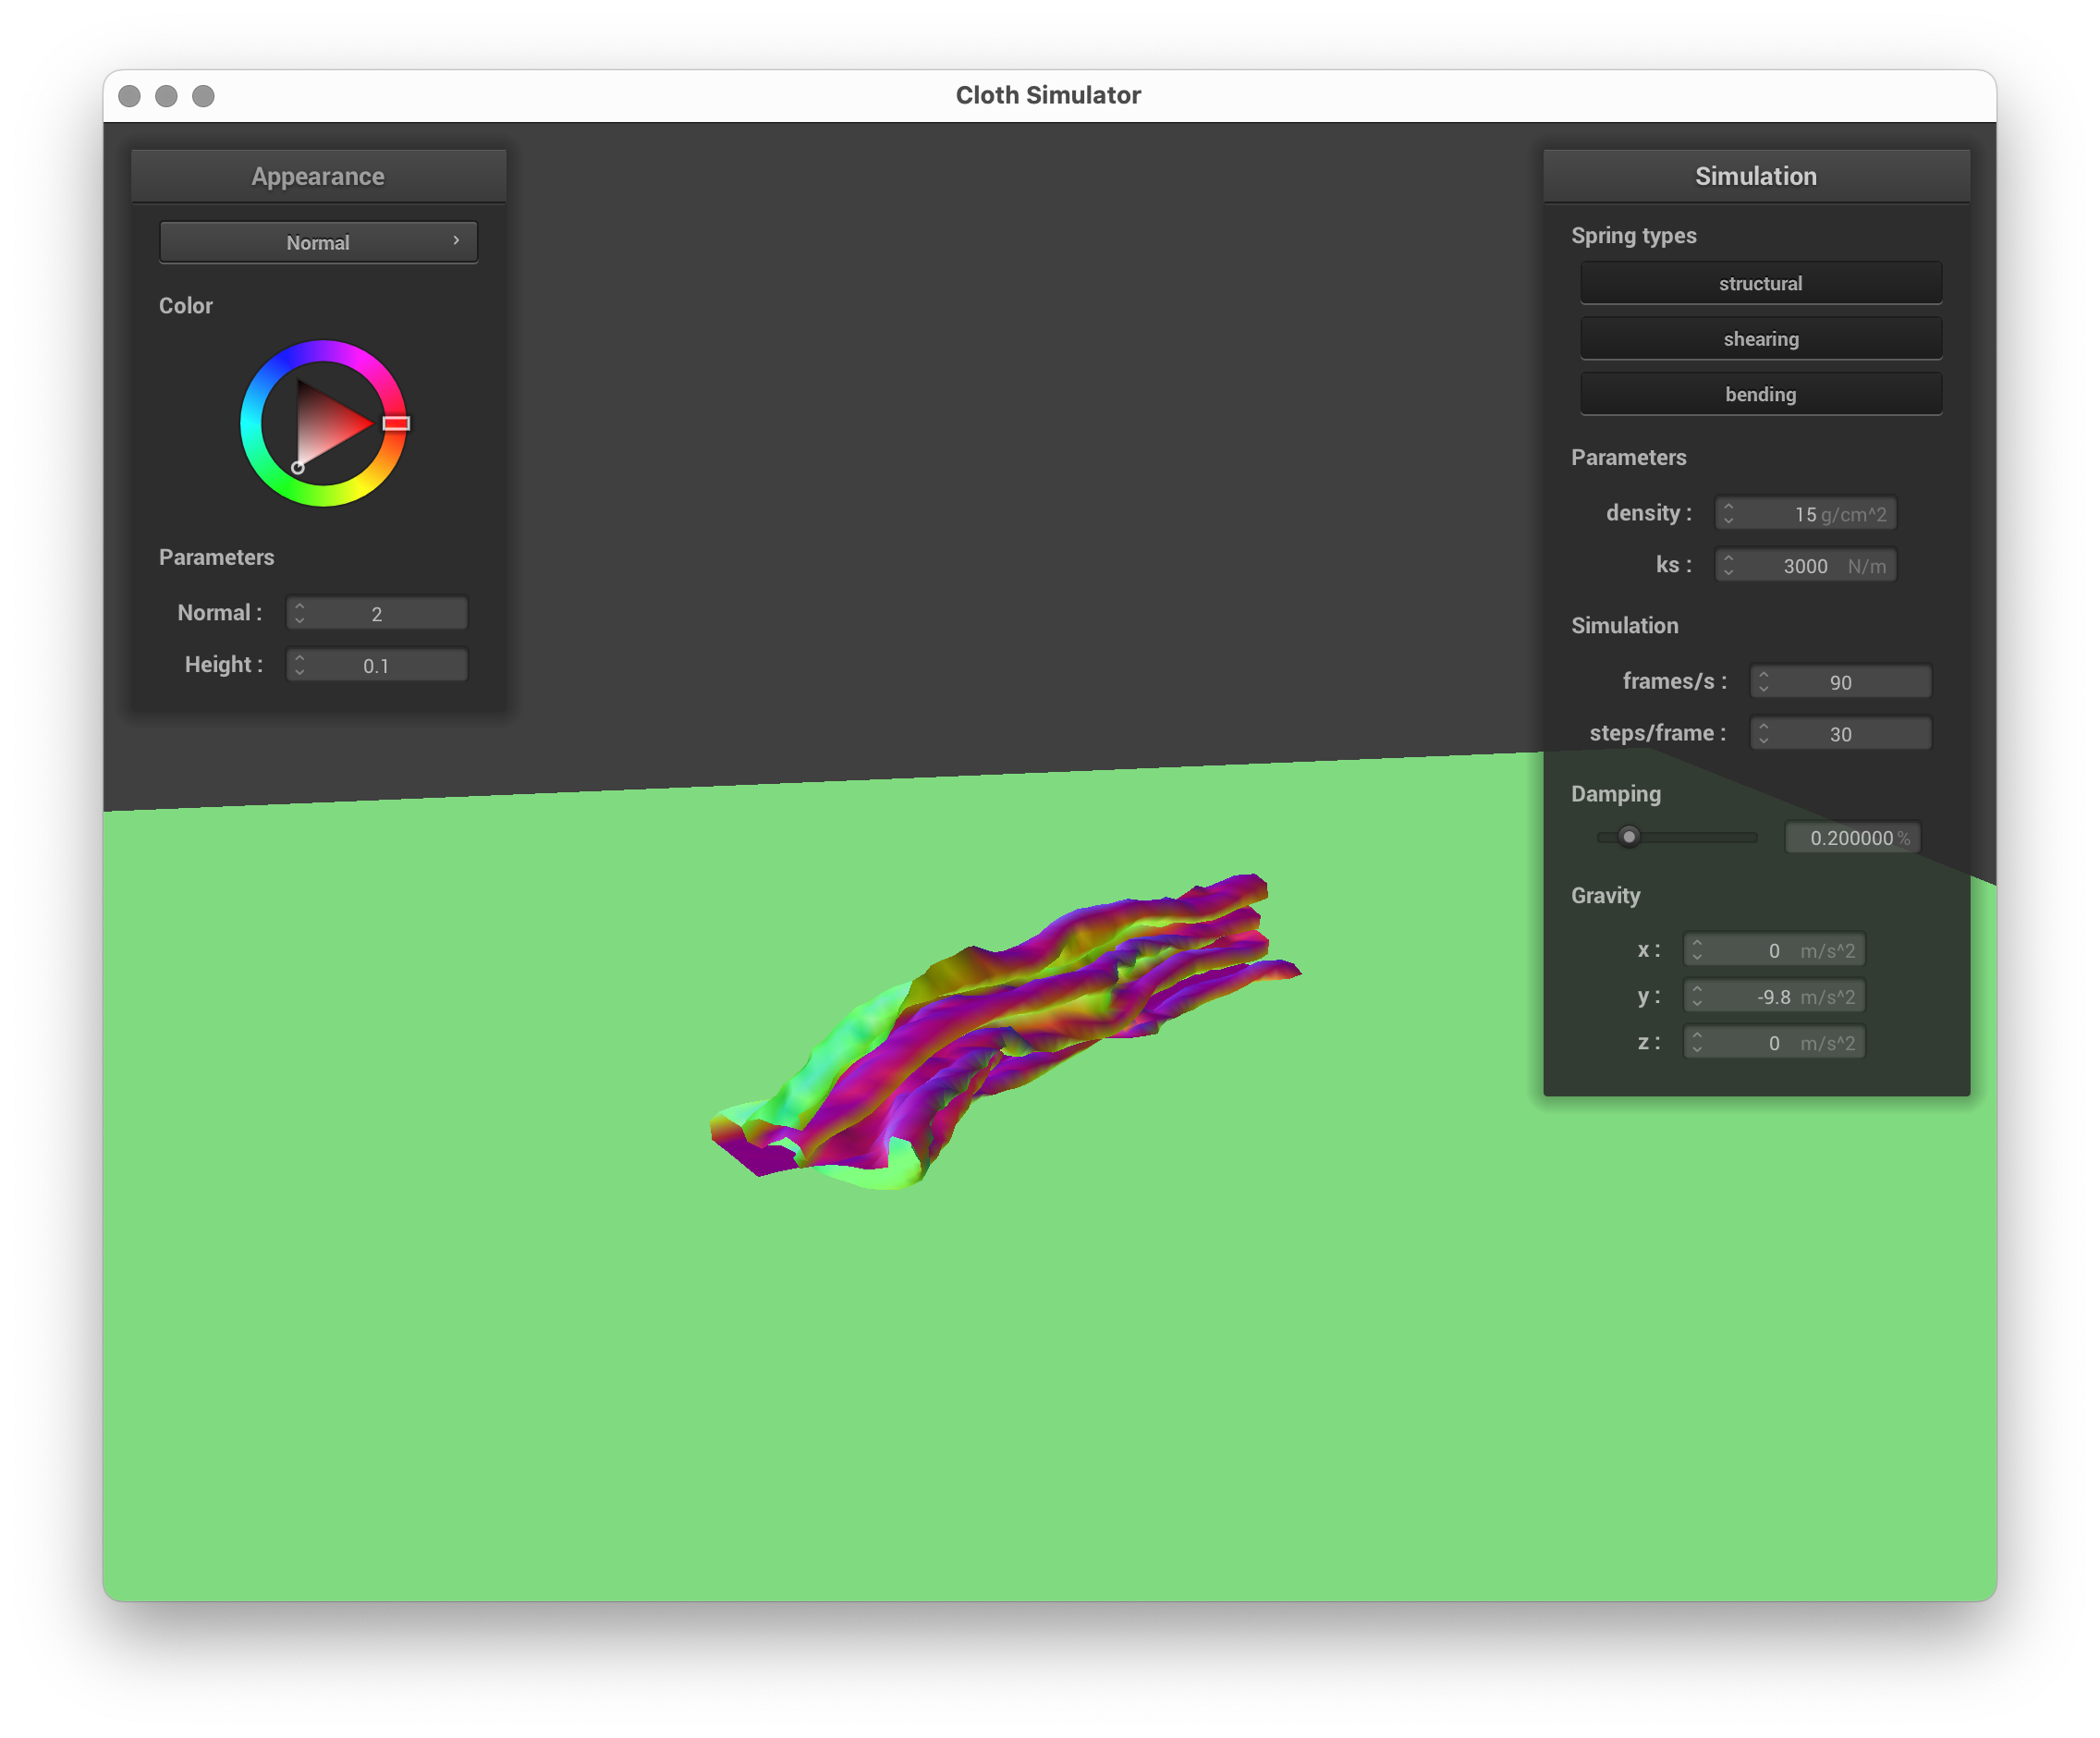 Cloth Simulator
Appearance
Normal
Color
Parameters
Normal : 2
Height : 0.1
Simulation
Spring types
structural
shearing
bending
Parameters
density : 15 g/cm^2
ks : 3000 N/m
Simulation
frames/s : 90
steps/frame : 30
Damping
0.200000 %
Gravity
x : 0 m/s^2
y : -9.8 m/s^2
z : 0 m/s^2